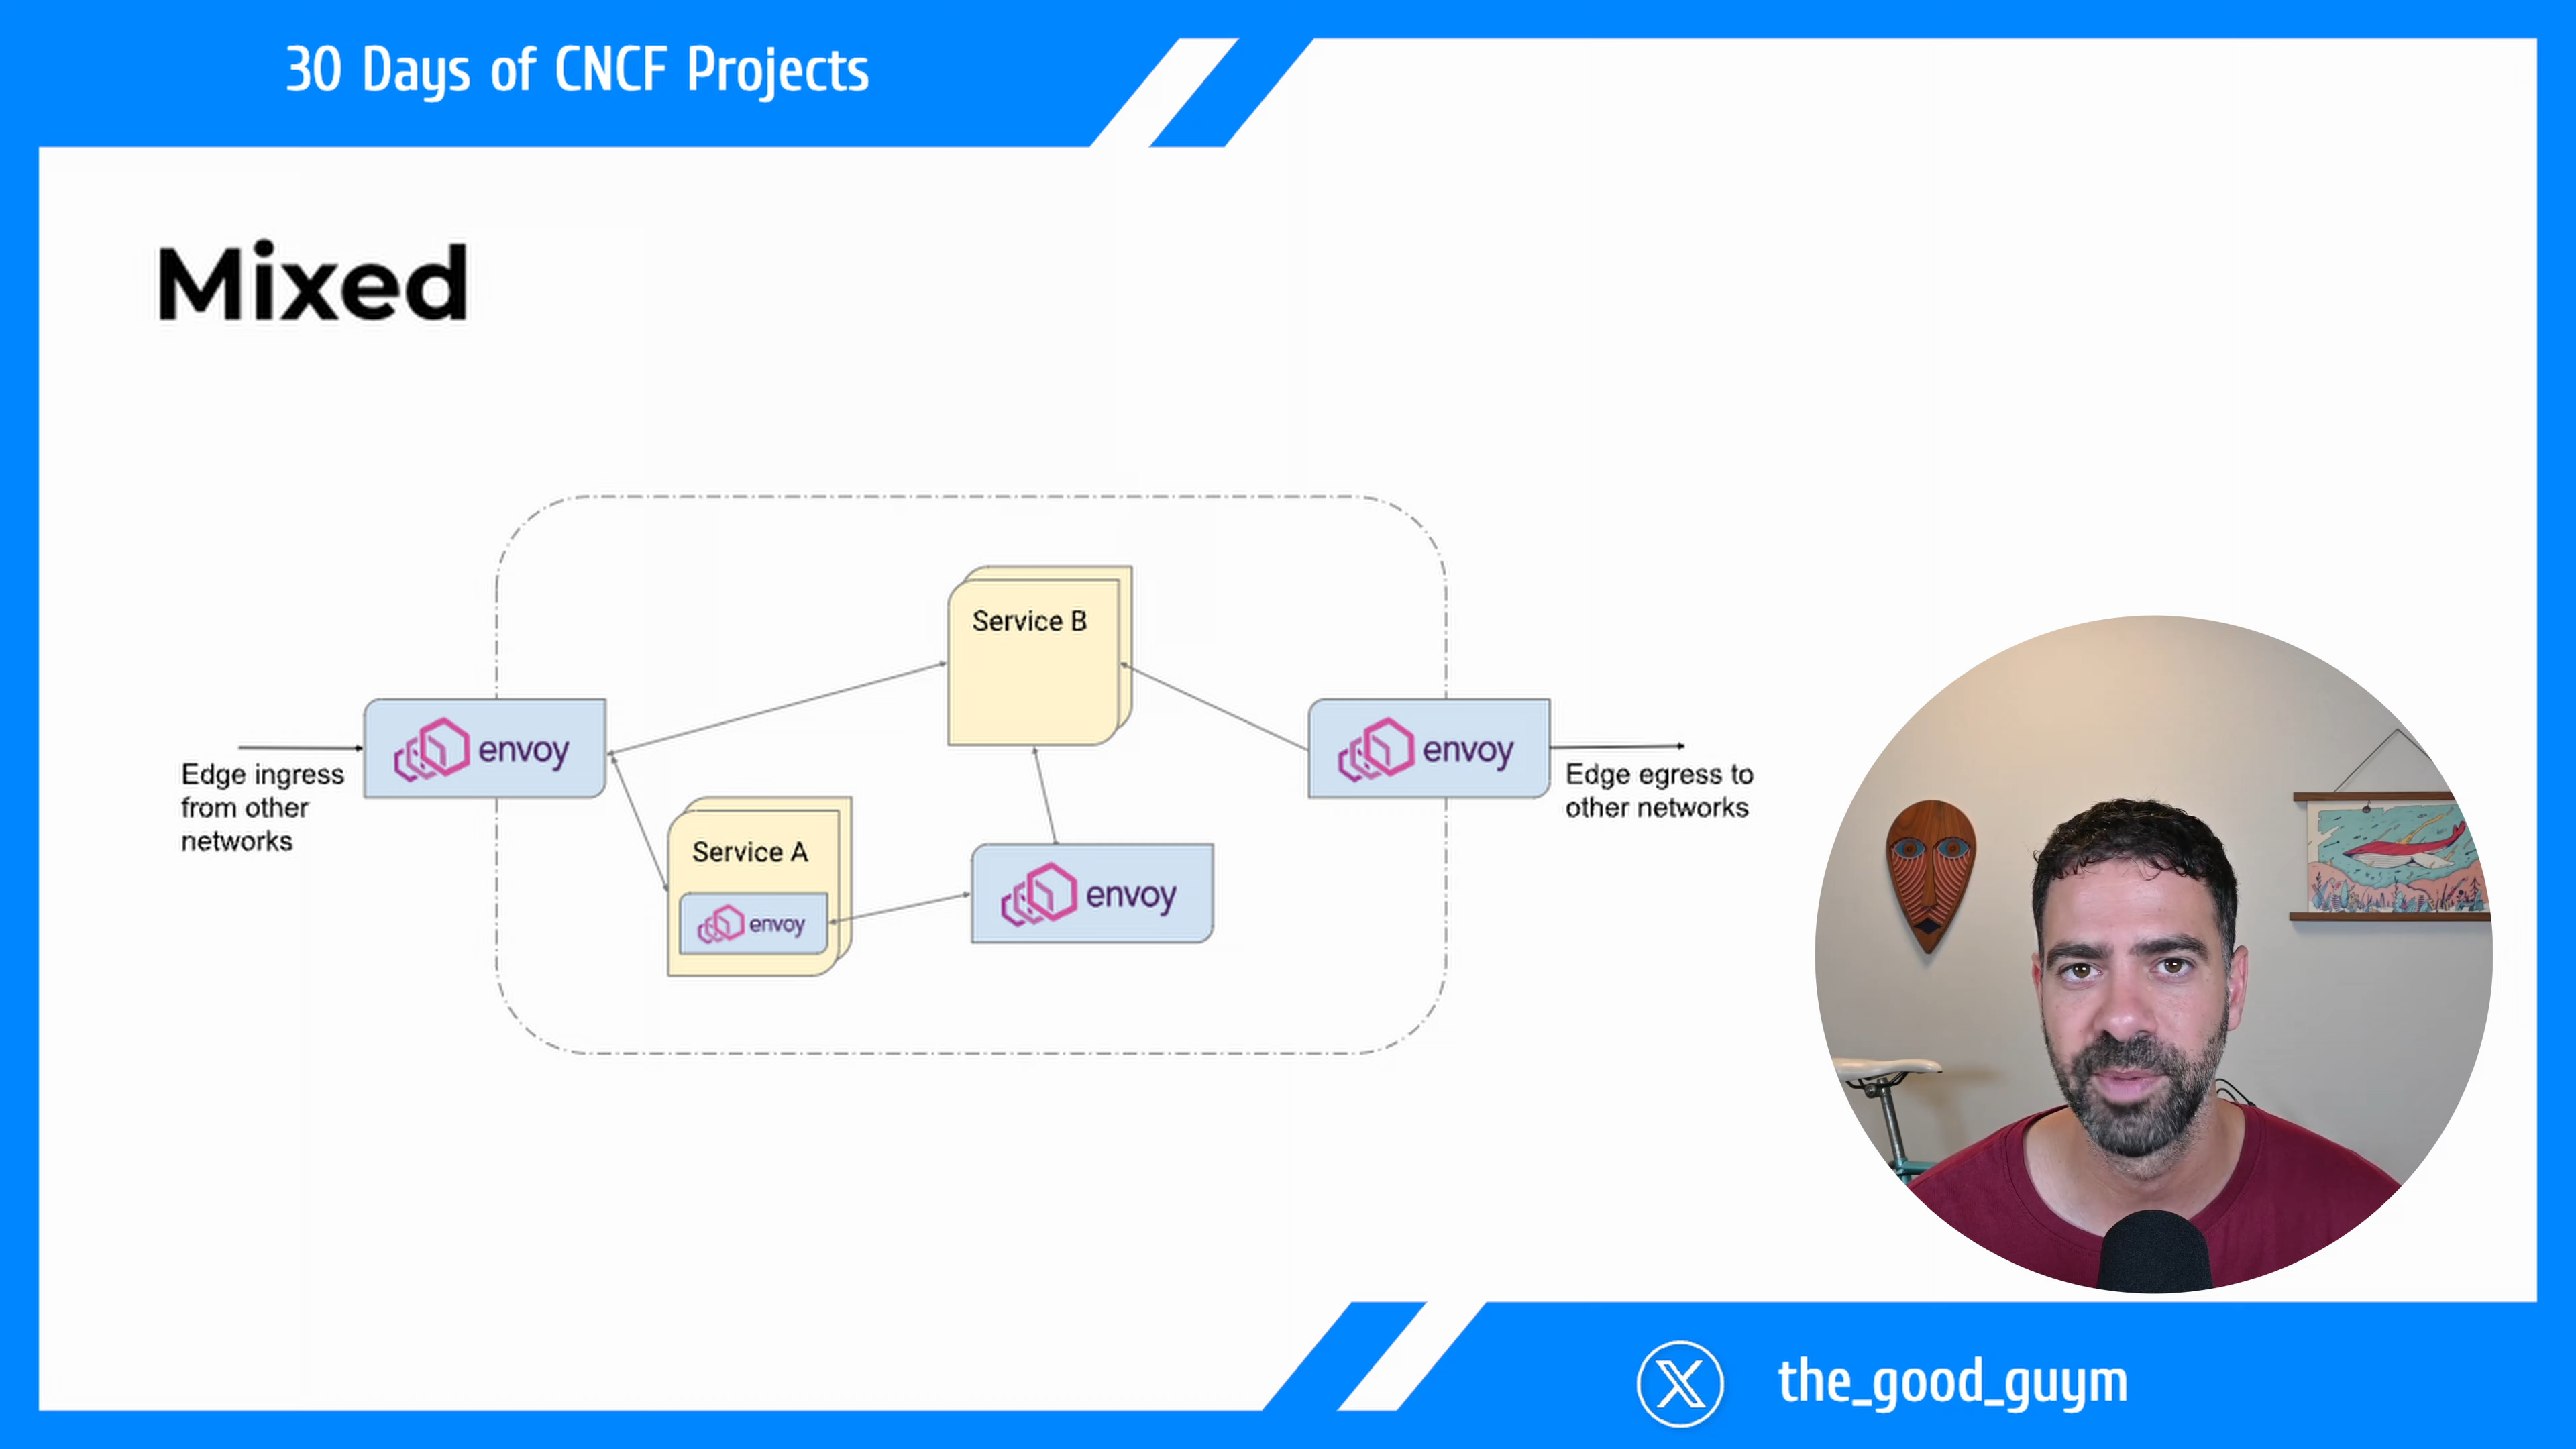 30 Days of CNCF Projects
Mixed
Service B
envoy
envoy
Edge ingress
from other
networks
Edge egress to
other networks
Service A
envoy
envoy
the_good_guym